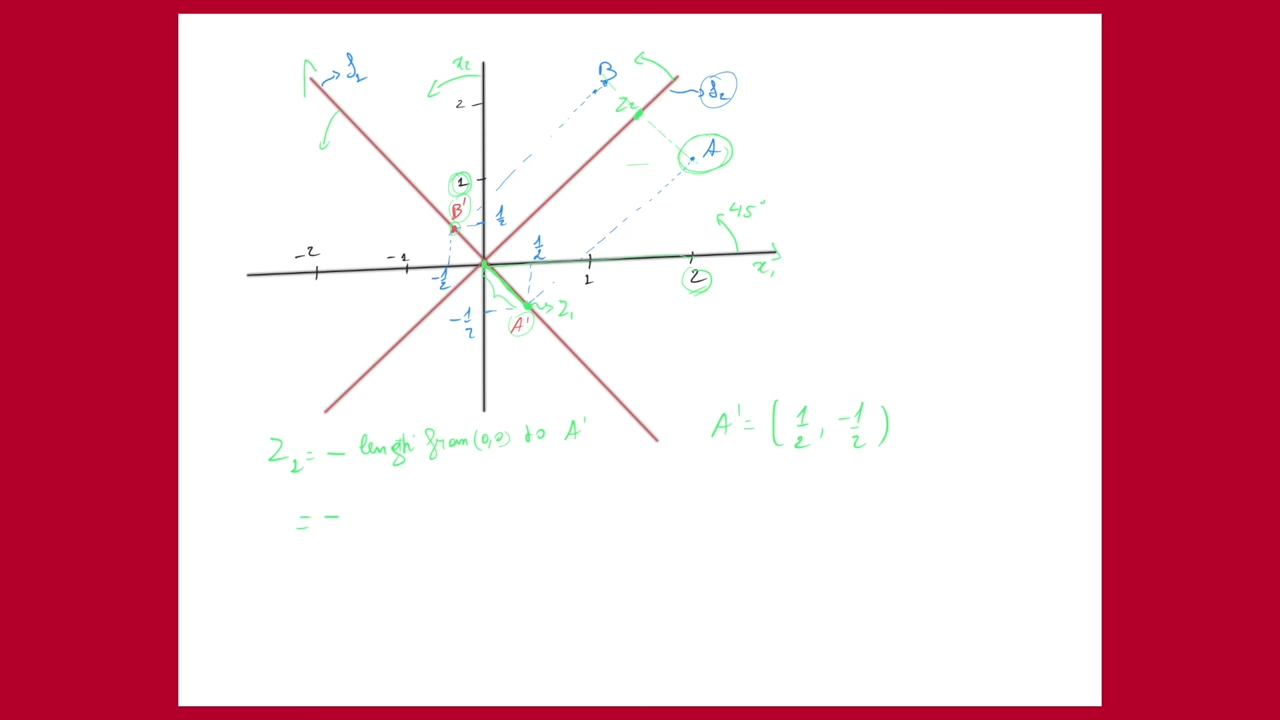 x₂
B
2
Z₂
A
1
B'
1/2
45°
-2
-1
-1/2
1/2
1
2
x₁
-1/2
A'
Z₁
A' = ( 1/2 , -1/2 )
Z₂ = - length from (0,0) to A'
= -